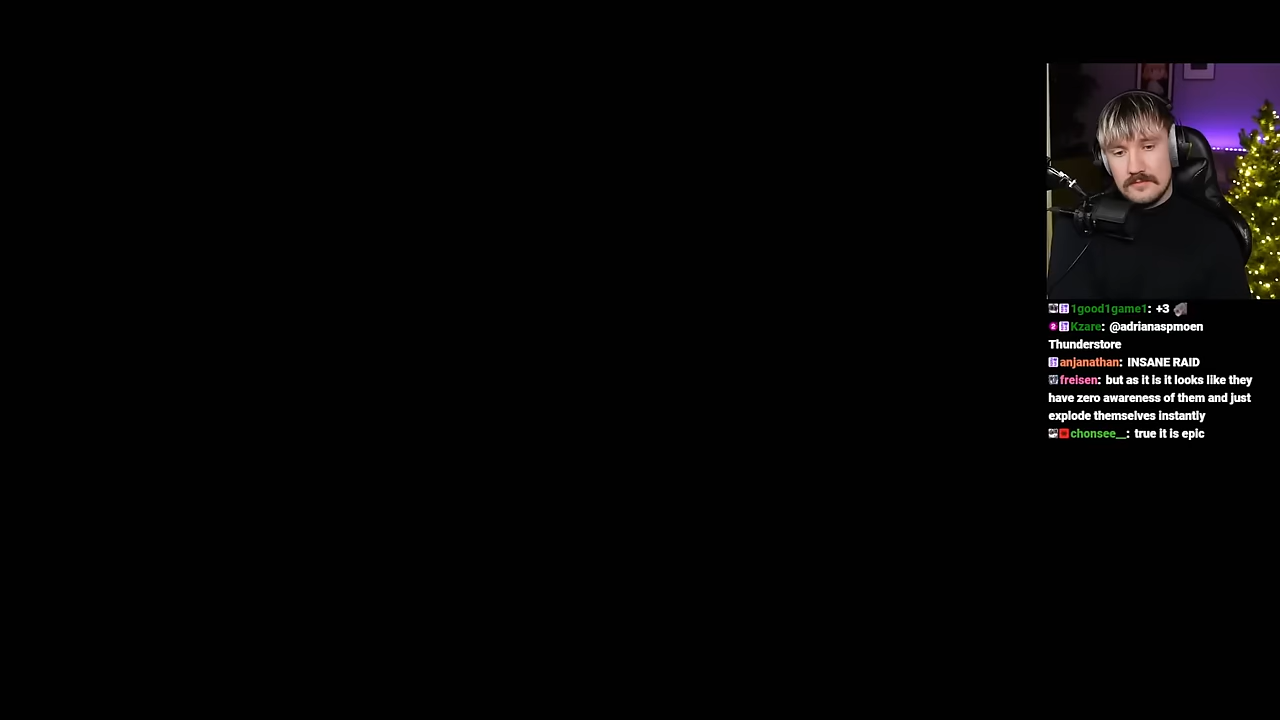 1good1game1: +3
Kzare: @adrianaspmoen
Thunderstore
anjanathan: INSANE RAID
freisen: but as it is it looks like they
have zero awareness of them and just
explode themselves instantly
chonsee__: true it is epic